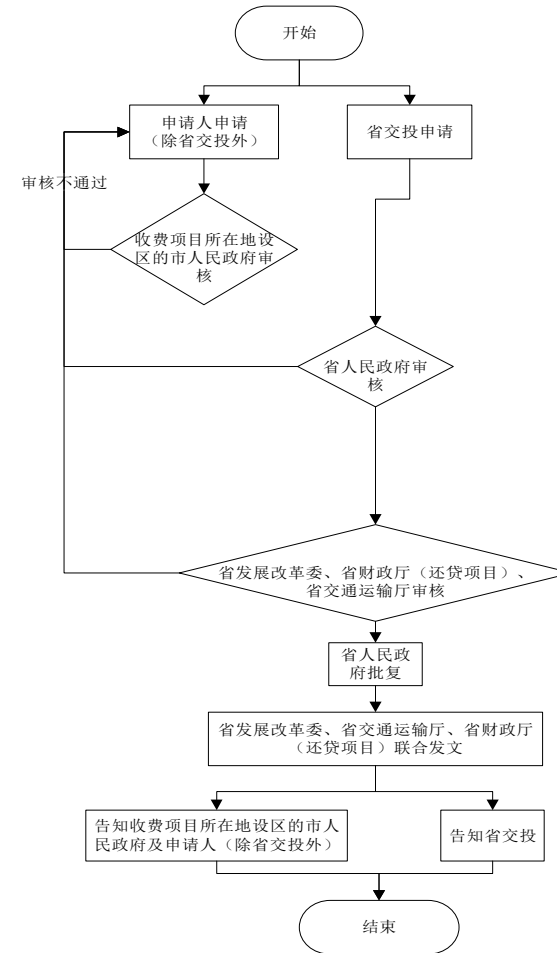 开始
申请人申请
（除省交投外）
省交投申请
审核不通过
收费项目所在地设
区的市人民政府审
核
省人民政府审
核
省发展改革委、省财政厅（还贷项目）、
省交通运输厅审核
省人民政
府批复
省发展改革委、省交通运输厅、省财政厅
（还贷项目）联合发文
告知收费项目所在地设区的市人
民政府及申请人（除省交投外）
告知省交投
结束